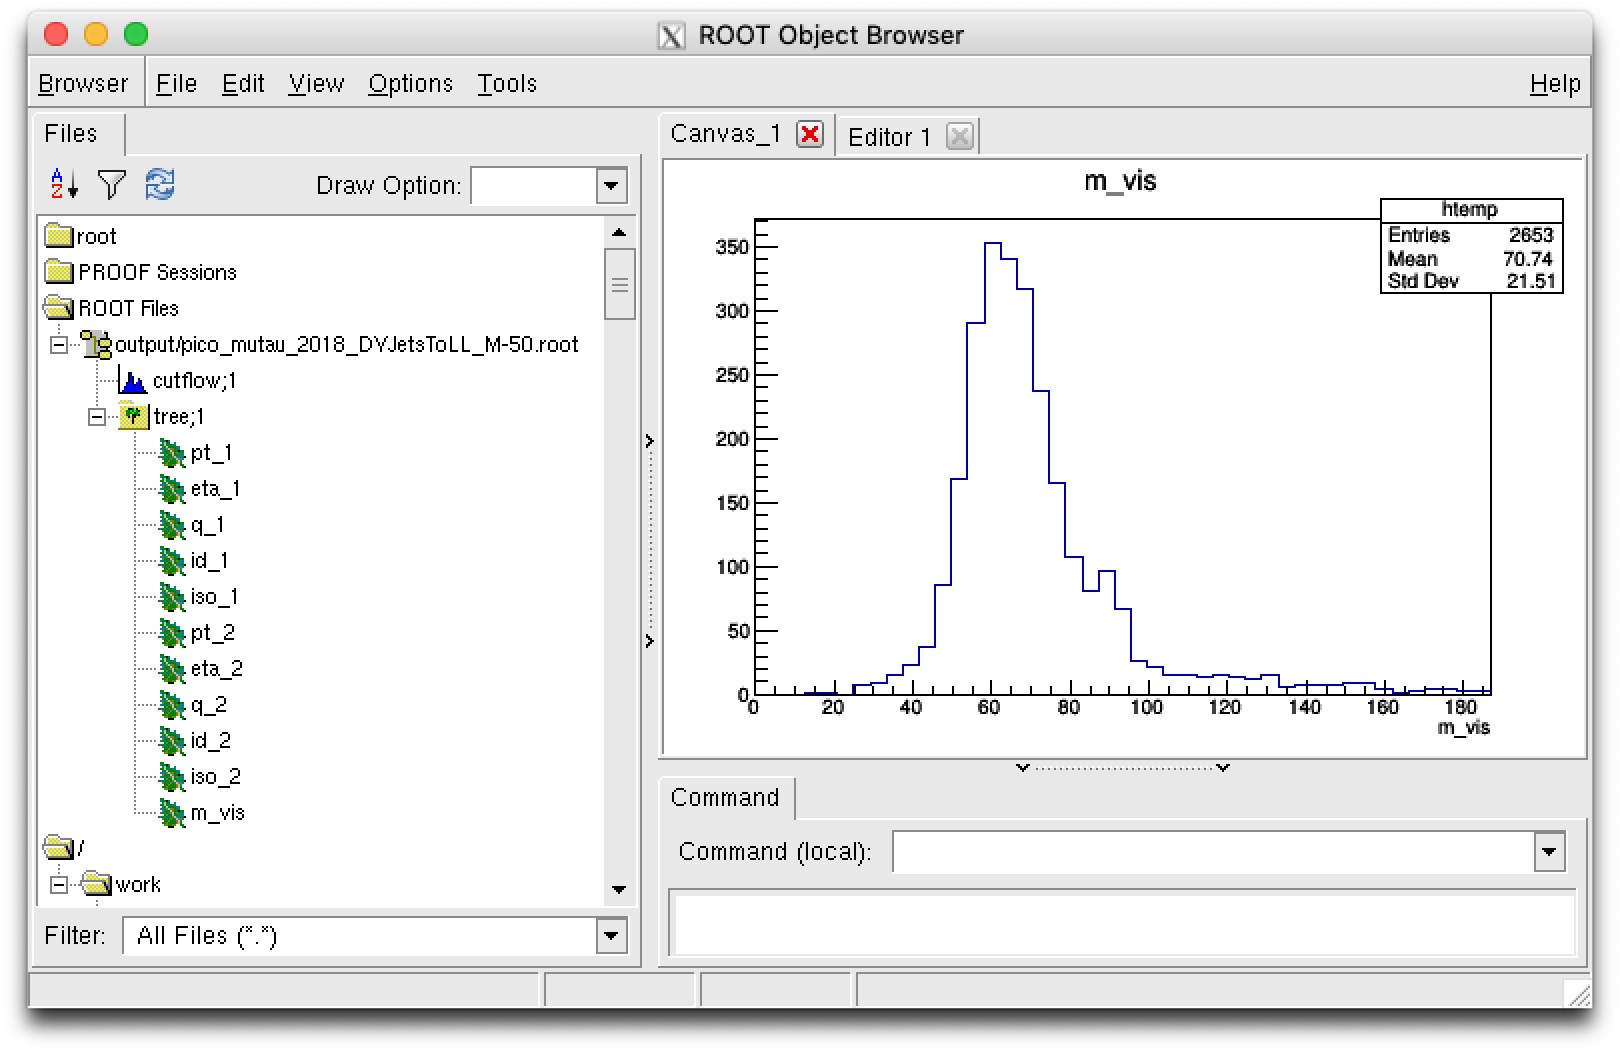 ROOT Object Browser
Browser File Edit View Options Tools Help
Files
Draw Option:
root
PROOF Sessions
ROOT Files
output/pico_mutau_2018_DYJetsToLL_M-50.root
cutflow;1
tree;1
pt_1
eta_1
q_1
id_1
iso_1
pt_2
eta_2
q_2
id_2
iso_2
m_vis
/
work
Filter: All Files (*.*)
Canvas_1 Editor 1
m_vis
htemp
Entries 2653
Mean 70.74
Std Dev 21.51
350
300
250
200
150
100
50
0
0 20 40 60 80 100 120 140 160 180
m_vis
Command
Command (local):